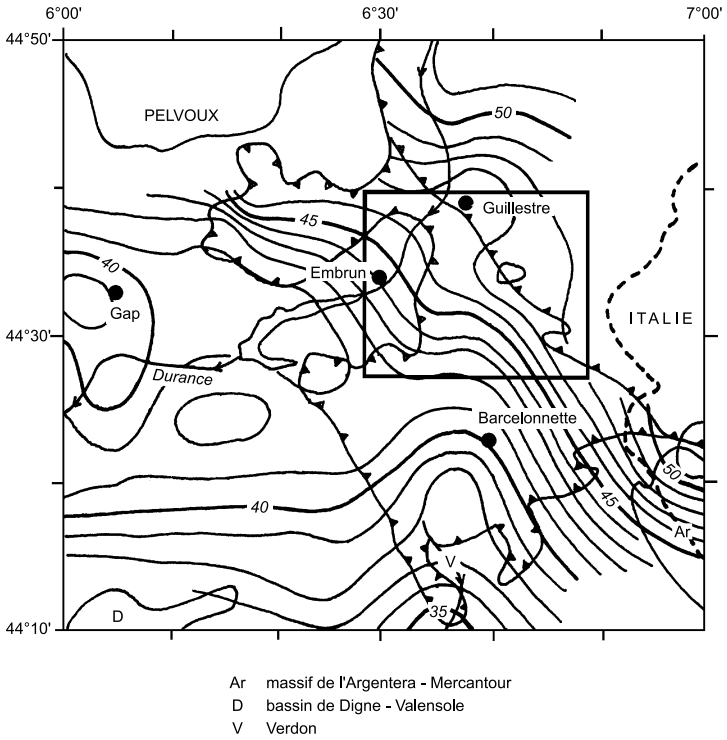 6°00' 6°30' 7°00'
44°50'
PELVOUX
50
Guillestre
45
40
Embrun
Gap
ITALIE
44°30'
Durance
Barcelonnette
50
45
40
Ar
V
35
D
44°10'
Ar massif de l'Argentera - Mercantour
D bassin de Digne - Valensole
V Verdon